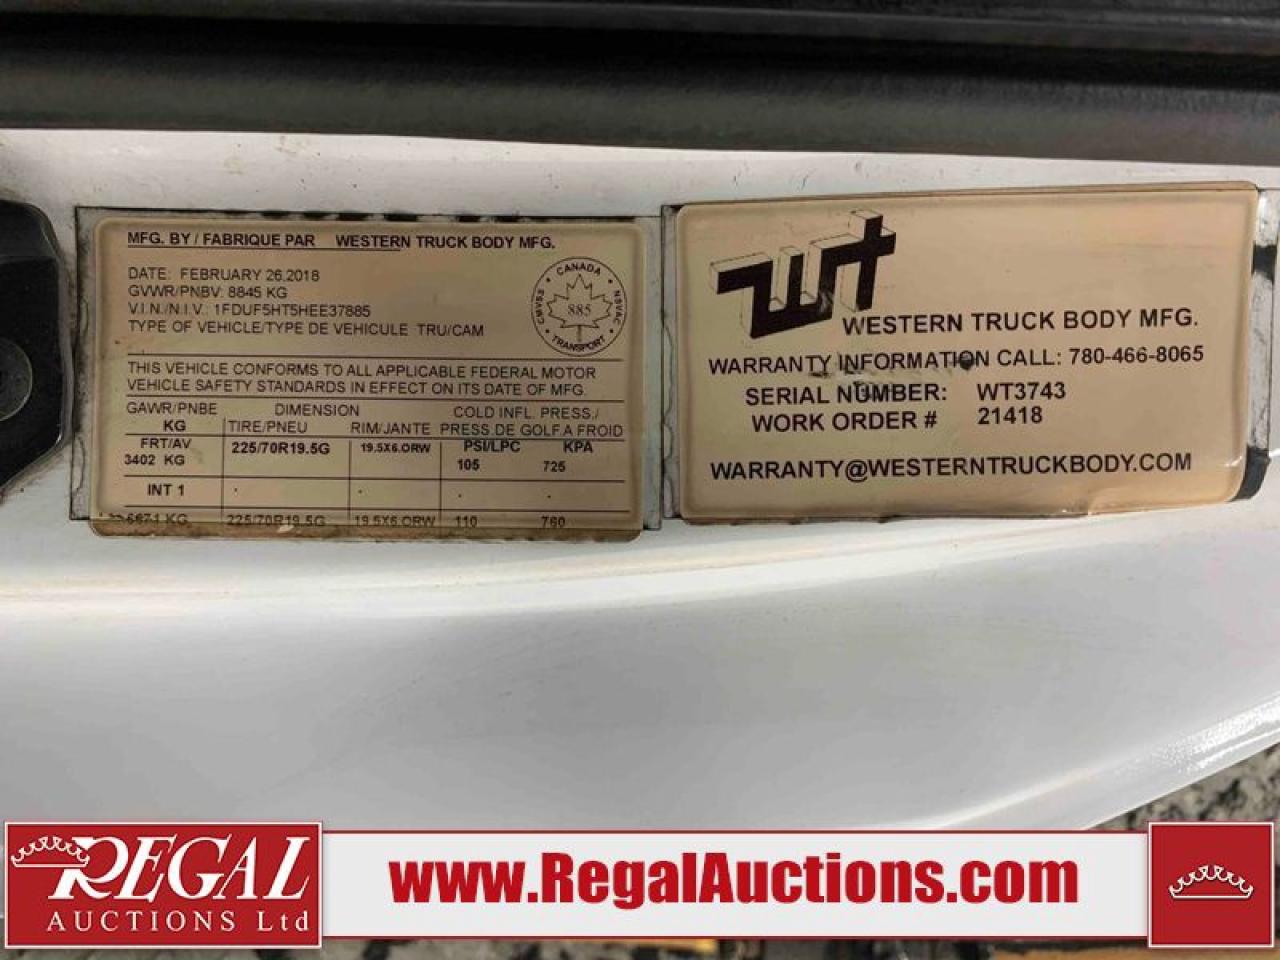 MFG. BY / FABRIQUE PAR WESTERN TRUCK BODY MFG.
DATE: FEBRUARY 26,2018
GVWR/PNBV: 8845 KG
V.I.N./N.I.V.: 1FDUF5HT5HEE37885
TYPE OF VEHICLE/TYPE DE VEHICULE TRU/CAM
CANADA
CMVSS
885
NSVAC
TRANSPORT
THIS VEHICLE CONFORMS TO ALL APPLICABLE FEDERAL MOTOR
VEHICLE SAFETY STANDARDS IN EFFECT ON ITS DATE OF MFG.
GAWR/PNBE DIMENSION COLD INFL. PRESS./
KG TIRE/PNEU RIM/JANTE PRESS.DE GOLFA FROID
FRT/AV 225/70R19.5G 19.5X6.ORW PSI/LPC KPA
3402 KG 105 725
INT 1 . . . .
KG 225/70R19.5G 19.5X6.ORW 110 760
wrt
WESTERN TRUCK BODY MFG.
WARRANTY INFORMATION CALL: 780-466-8065
SERIAL NUMBER: WT3743
WORK ORDER # 21418
WARRANTY@WESTERNTRUCKBODY.COM
REGAL
AUCTIONS Ltd
www.RegalAuctions.com